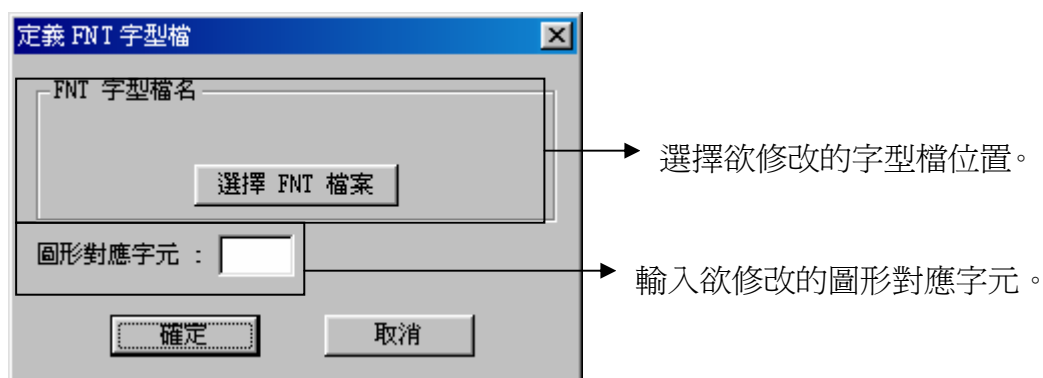 定義 FNT 字型檔
FNT 字型檔名
選擇 FNT 檔案
選擇欲修改的字型檔位置。
圖形對應字元 :
輸入欲修改的圖形對應字元。
確定 取消